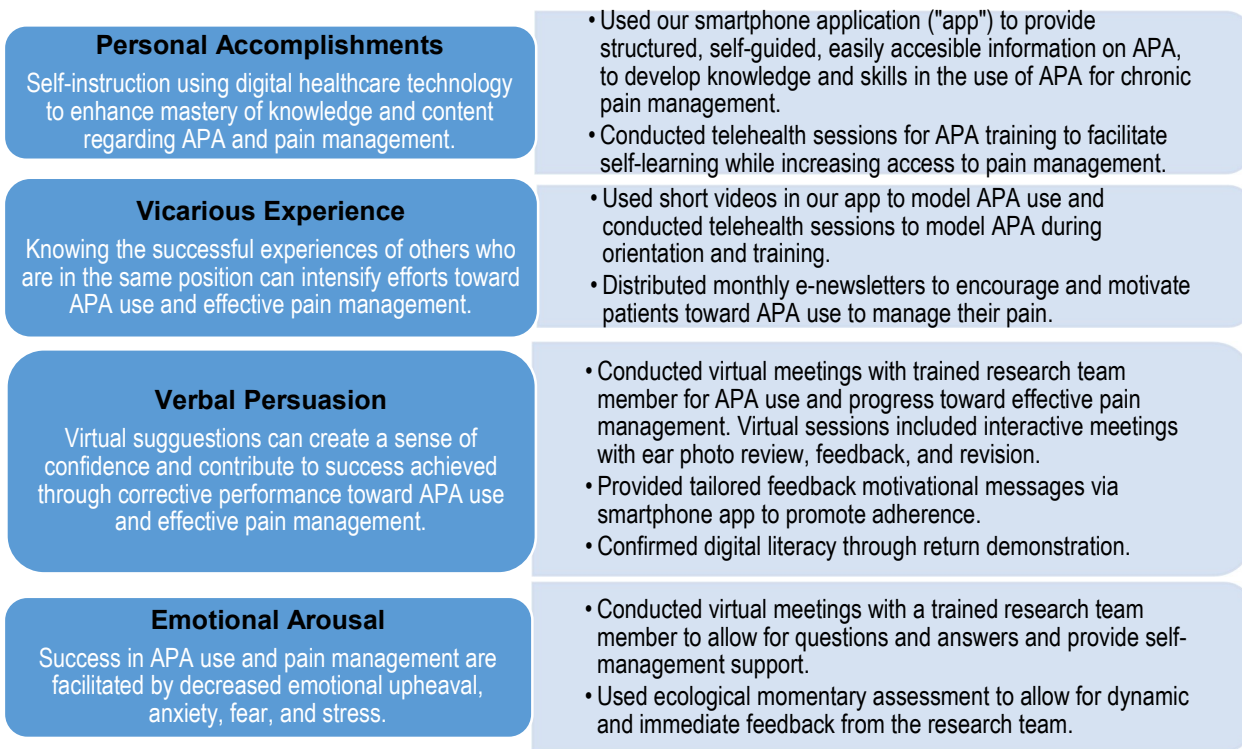 Personal Accomplishments
Self-instruction using digital healthcare technology
to enhance mastery of knowledge and content
regarding APA and pain management.
• Used our smartphone application ("app") to provide
structured, self-guided, easily accesible information on APA,
to develop knowledge and skills in the use of APA for chronic
pain management.
• Conducted telehealth sessions for APA training to facilitate
self-learning while increasing access to pain management.
Vicarious Experience
Knowing the successful experiences of others who
are in the same position can intensify efforts toward
APA use and effective pain management.
• Used short videos in our app to model APA use and
conducted telehealth sessions to model APA during
orientation and training.
• Distributed monthly e-newsletters to encourage and motivate
patients toward APA use to manage their pain.
Verbal Persuasion
Virtual sugguestions can create a sense of
confidence and contribute to success achieved
through corrective performance toward APA use
and effective pain management.
• Conducted virtual meetings with trained research team
member for APA use and progress toward effective pain
management. Virtual sessions included interactive meetings
with ear photo review, feedback, and revision.
• Provided tailored feedback motivational messages via
smartphone app to promote adherence.
• Confirmed digital literacy through return demonstration.
Emotional Arousal
Success in APA use and pain management are
facilitated by decreased emotional upheaval,
anxiety, fear, and stress.
• Conducted virtual meetings with a trained research team
member to allow for questions and answers and provide self-
management support.
• Used ecological momentary assessment to allow for dynamic
and immediate feedback from the research team.